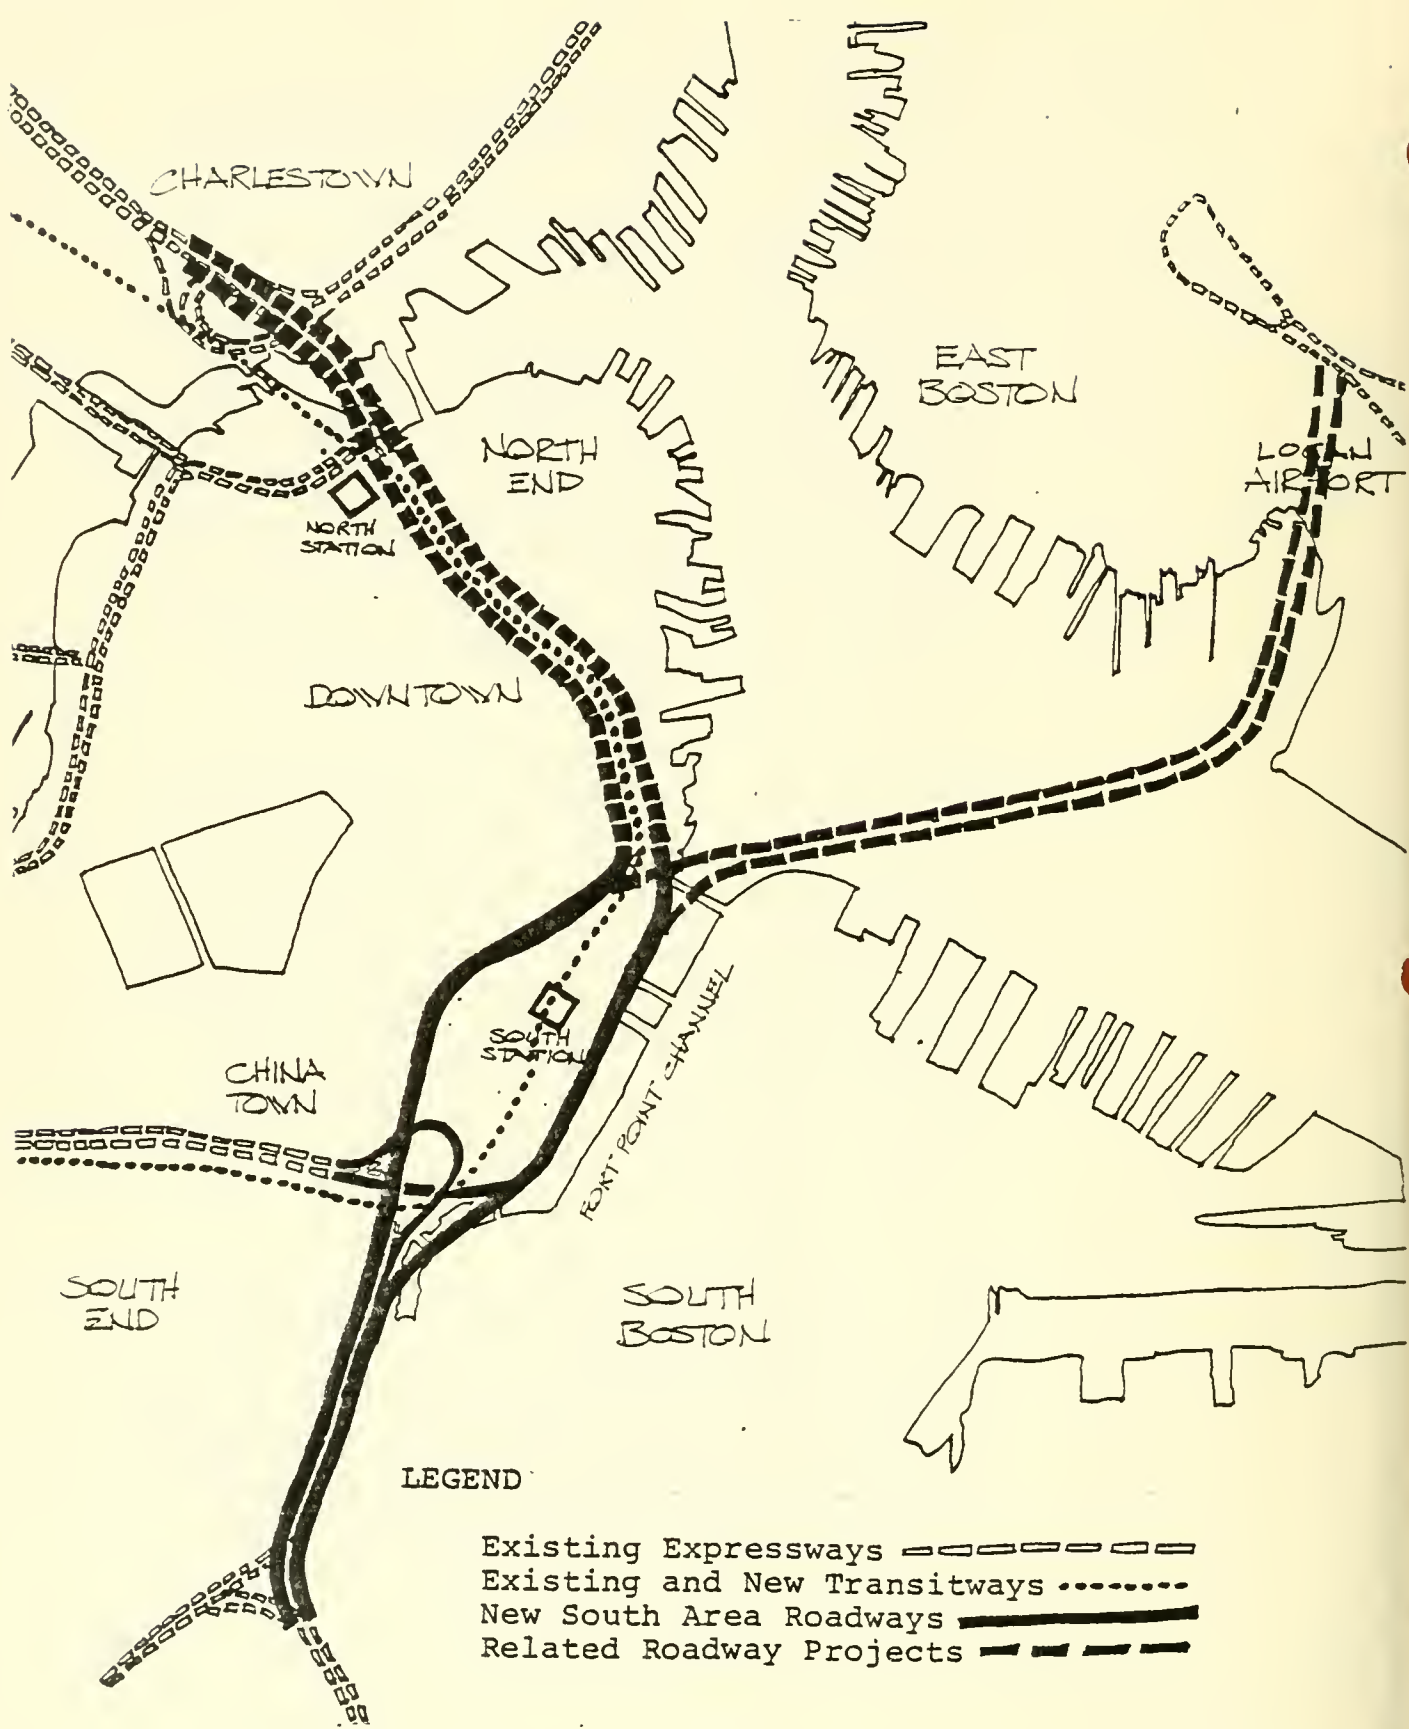 CHARLESTOWN
EAST
BOSTON
NORTH
END
LOGAN
AIRPORT
NORTH
STATION
DOWNTOWN
SOUTH
STATION
FORT POINT CHANNEL
CHINA
TOWN
SOUTH
END
SOUTH
BOSTON
LEGEND
Existing Expressways
Existing and New Transitways
New South Area Roadways
Related Roadway Projects